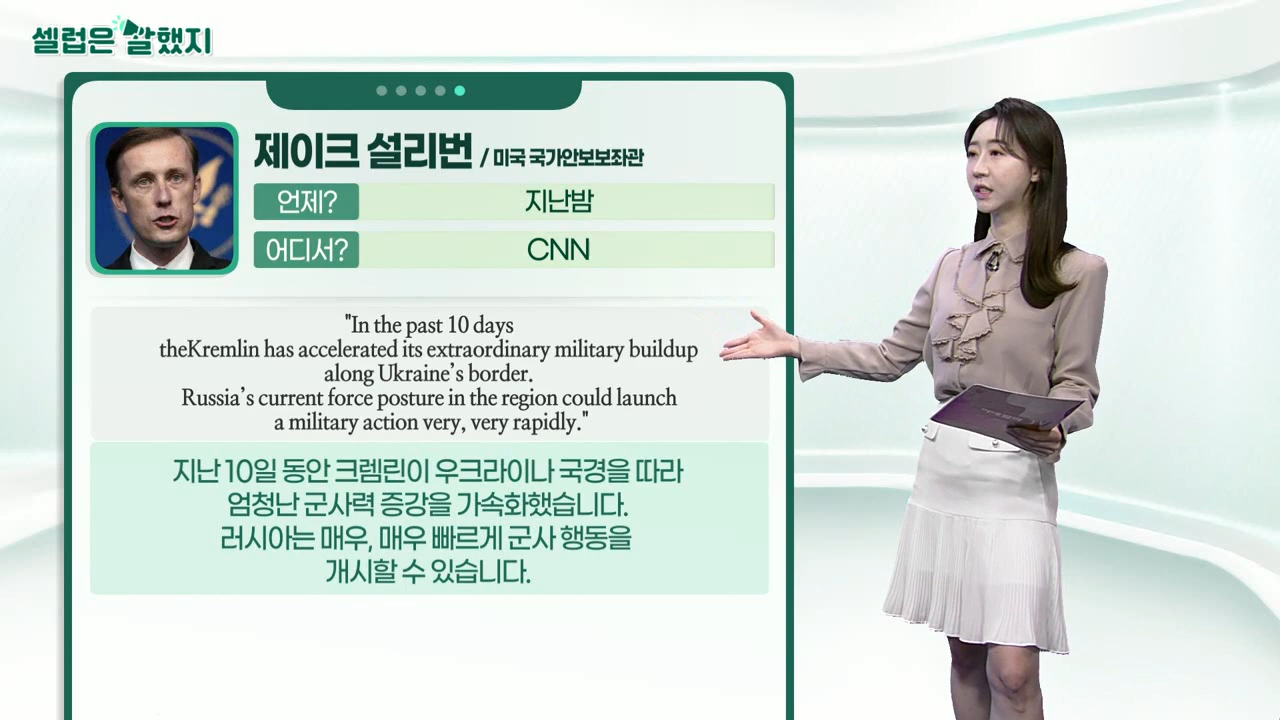 셀럽은 말했지
제이크 설리번 / 미국 국가안보보좌관
언제? 지난밤
어디서? CNN
"In the past 10 days
theKremlin has accelerated its extraordinary military buildup
along Ukraine’s border.
Russia’s current force posture in the region could launch
a military action very, very rapidly."
지난 10일 동안 크렘린이 우크라이나 국경을 따라
엄청난 군사력 증강을 가속화했습니다.
러시아는 매우, 매우 빠르게 군사 행동을
개시할 수 있습니다.